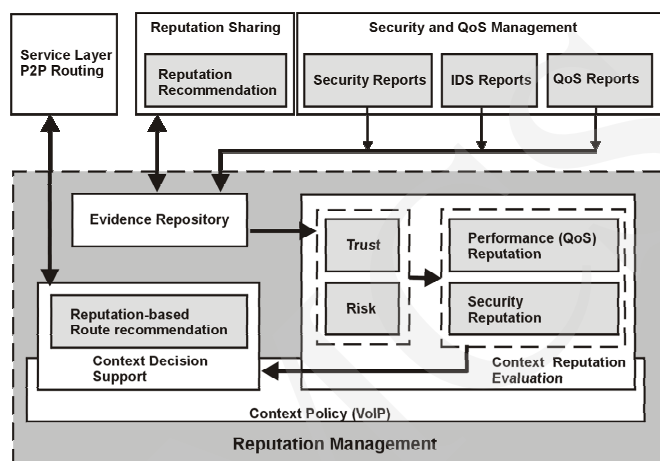 Service Layer
P2P Routing
Reputation Sharing
Reputation
Recommendation
Security and QoS Management
Security Reports
IDS Reports
QoS Reports
Evidence Repository
Trust
Risk
Performance (QoS)
Reputation
Security
Reputation
Reputation-based
Route recommendation
Context Decision
Support
Context Reputation
Evaluation
Context Policy (VoIP)
Reputation Management